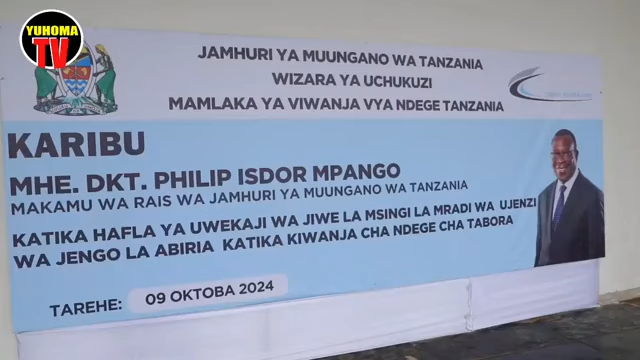 YUHOMA
TV
JAMHURI YA MUUNGANO WA TANZANIA
WIZARA YA UCHUKUZI
MAMLAKA YA VIWANJA VYA NDEGE TANZANIA
KARIBU
MHE. DKT. PHILIP ISDOR MPANGO
MAKAMU WA RAIS WA JAMHURI YA MUUNGANO WA TANZANIA
KATIKA HAFLA YA UWEKAJI WA JIWE LA MSINGI LA MRADI WA UJENZI
WA JENGO LA ABIRIA KATIKA KIWANJA CHA NDEGE CHA TABORA
TAREHE: 09 OKTOBA 2024